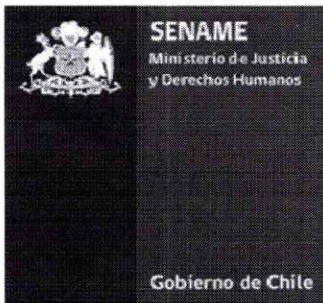 SENAME
Ministerio de Justicia
y Derechos Humanos
Gobierno de Chile